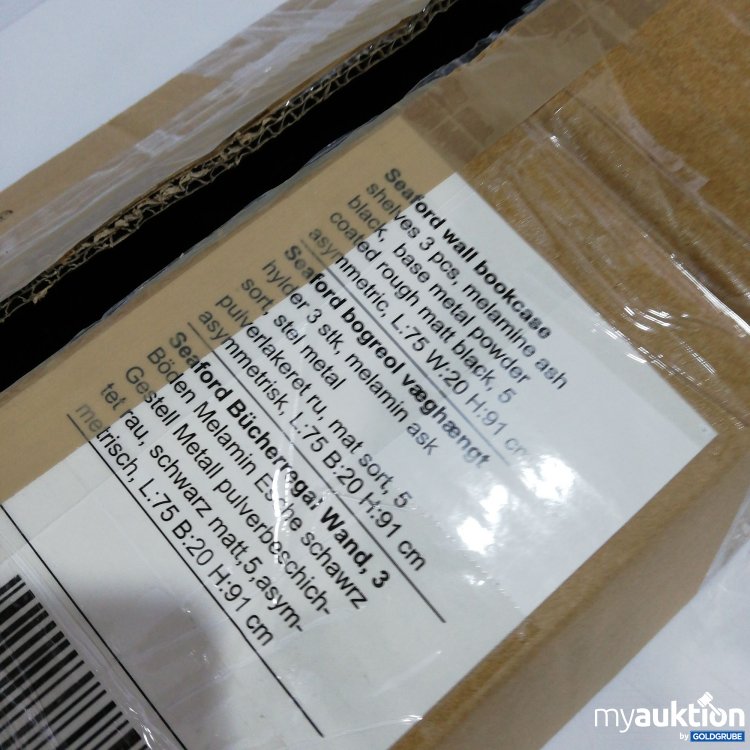 Seaford wall bookcase
shelves 3 pcs, melamine ash
black, base metal powder
coated rough matt black, 5
asymmetric, L:75 W:20 H:91 cm
Seaford bogreol væghængt
hylder 3 stk, melamin ask
sort, stel metal
pulverlakeret ru, mat sort, 5
asymmetrisk, L:75 B:20 H:91 cm
Seaford Bücherregal Wand, 3
Böden Melamin Esche schawrz
Gestell Metall pulverboschich-
tet rau, schwarz matt,5,asym-
metrisch, L:75 B:20 H:91 cm
myauktion
by GOLDGRUBE